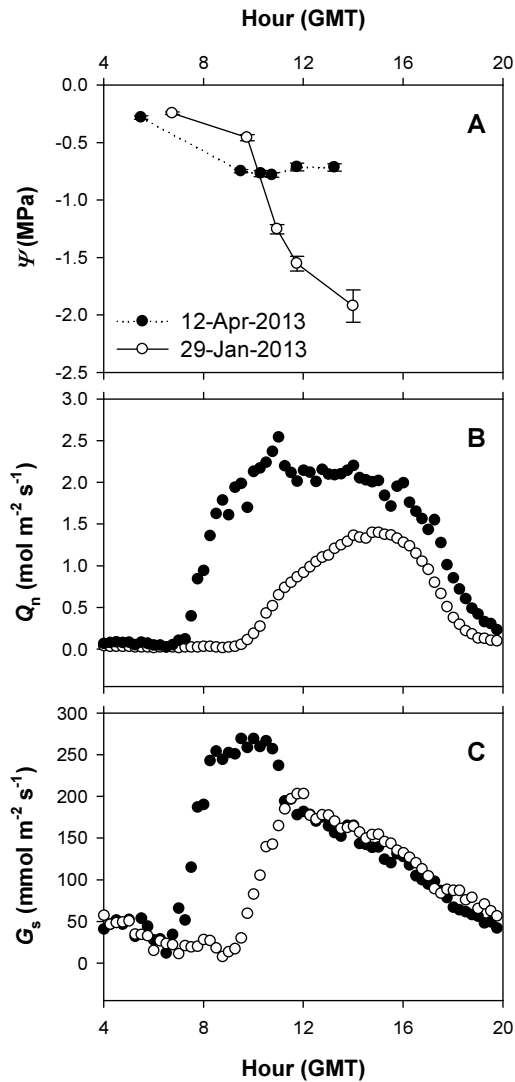 Hour (GMT)
4 8 12 16 20
0.0
A
-0.5
-1.0
Ψ (MPa)
-1.5
12-Apr-2013
-2.0
29-Jan-2013
-2.5
3.0
B
2.5
2.0
Qn (mol m⁻² s⁻¹)
1.5
1.0
0.5
0.0
300
C
250
200
Gs (mmol m⁻² s⁻¹)
150
100
50
0
4 8 12 16 20
Hour (GMT)